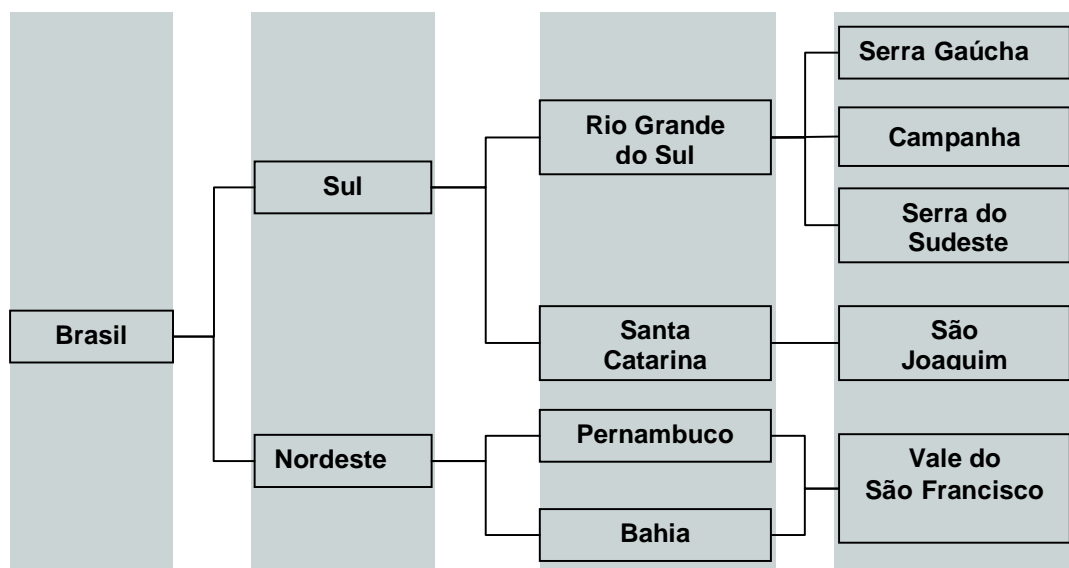 Brasil
Sul
Nordeste
Rio Grande
do Sul
Santa
Catarina
Pernambuco
Bahia
Serra Gaúcha
Campanha
Serra do
Sudeste
São
Joaquim
Vale do
São Francisco